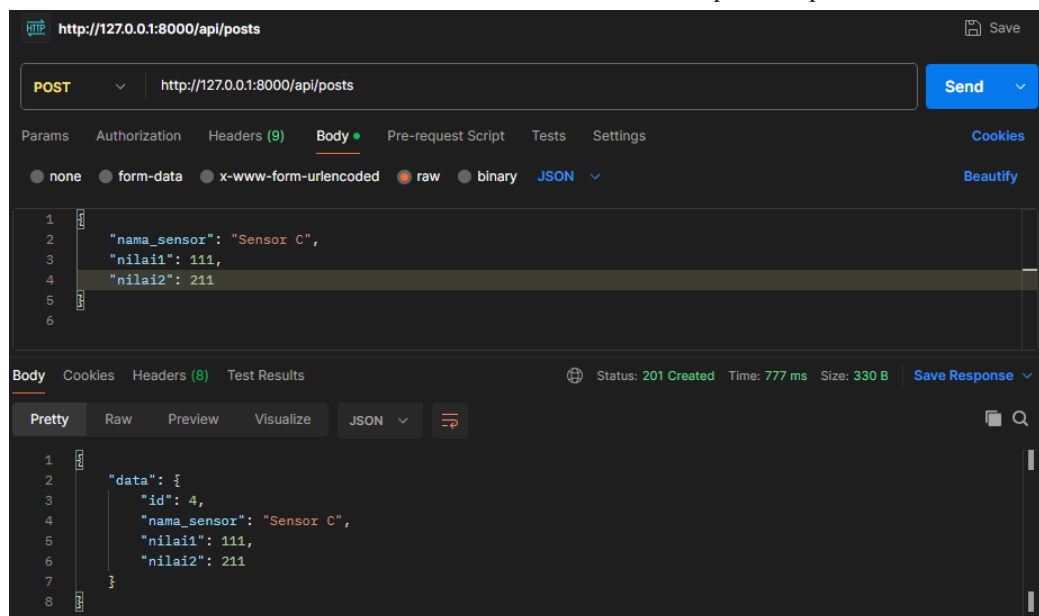 HTTP http://127.0.0.1:8000/api/posts Save
POST http://127.0.0.1:8000/api/posts Send
Params Authorization Headers (9) Body Pre-request Script Tests Settings Cookies
none form-data x-www-form-urlencoded raw binary JSON Beautify
1 {
2 "nama_sensor": "Sensor C",
3 "nilai1": 111,
4 "nilai2": 211
5 }
6
Body Cookies Headers (8) Test Results Status: 201 Created Time: 777 ms Size: 330 B Save Response
Pretty Raw Preview Visualize JSON
1 {
2 "data": {
3 "id": 4,
4 "nama_sensor": "Sensor C",
5 "nilai1": 111,
6 "nilai2": 211
7 }
8 }